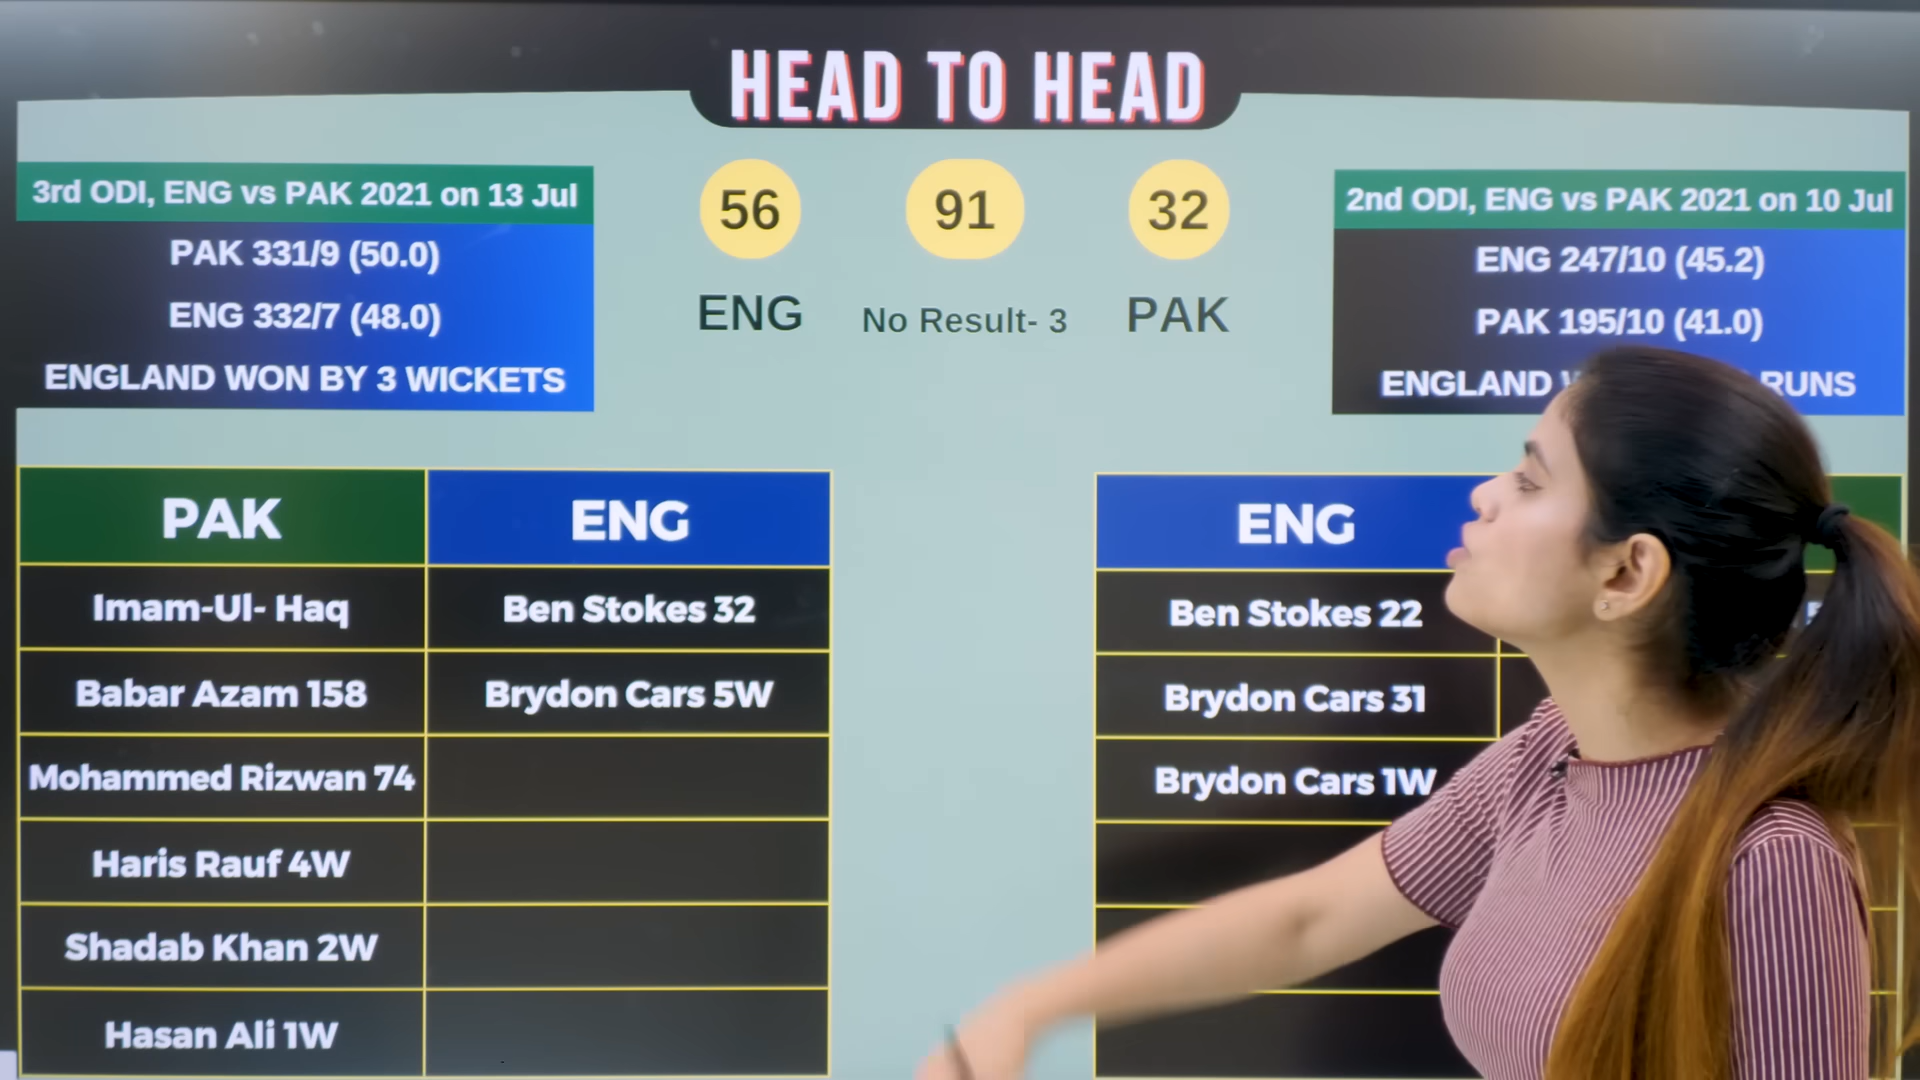 HEAD TO HEAD
3rd ODI, ENG vs PAK 2021 on 13 Jul
PAK 331/9 (50.0)
ENG 332/7 (48.0)
ENGLAND WON BY 3 WICKETS
56
91
32
ENG
No Result- 3
PAK
2nd ODI, ENG vs PAK 2021 on 10 Jul
ENG 247/10 (45.2)
PAK 195/10 (41.0)
ENGLAND RUNS
PAK
ENG
Imam-Ul- Haq
Ben Stokes 32
Babar Azam 158
Brydon Cars 5W
Mohammed Rizwan 74
Haris Rauf 4W
Shadab Khan 2W
Hasan Ali 1W
ENG
Ben Stokes 22
Brydon Cars 31
Brydon Cars 1W